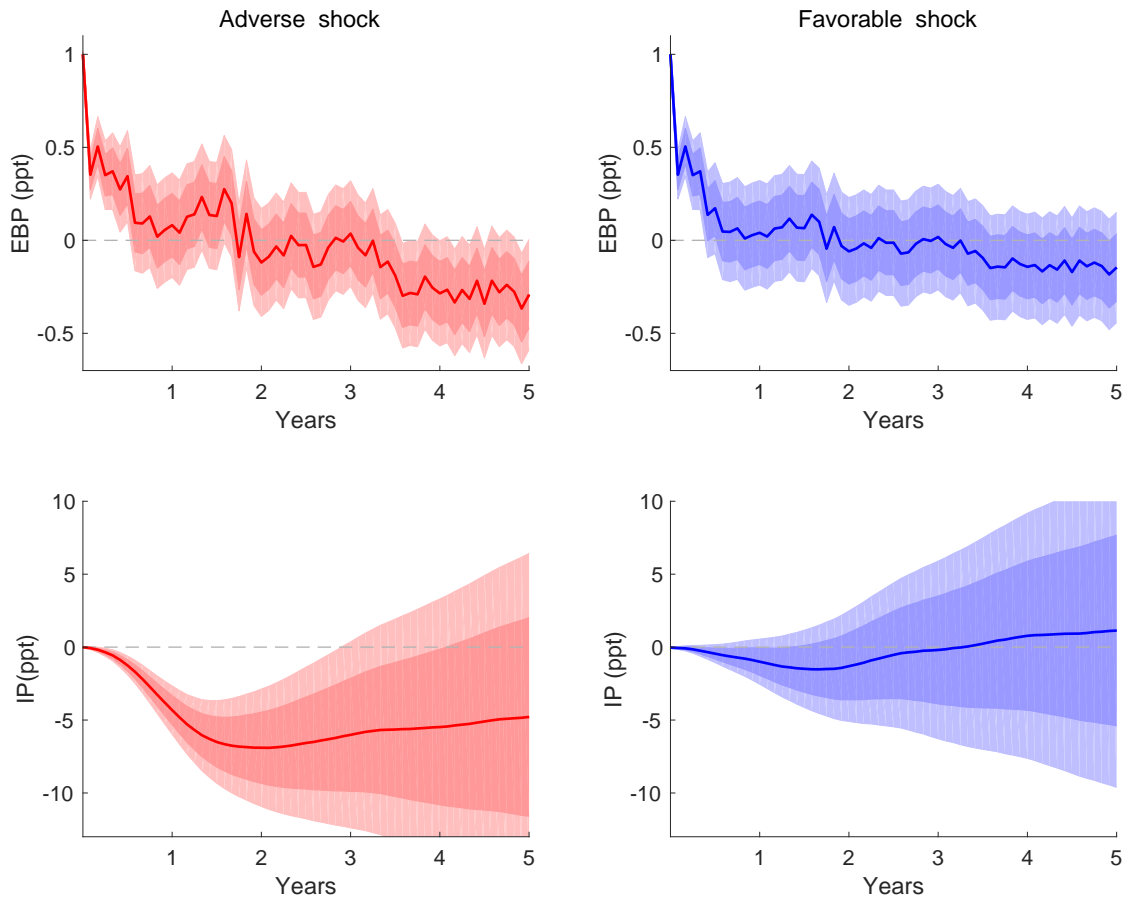 Adverse shock
Favorable shock
1
0.5
0
-0.5
EBP (ppt)
1 2 3 4 5
Years
1
0.5
0
-0.5
EBP (ppt)
1 2 3 4 5
Years
10
5
0
-5
-10
IP(ppt)
1 2 3 4 5
Years
10
5
0
-5
-10
IP (ppt)
1 2 3 4 5
Years